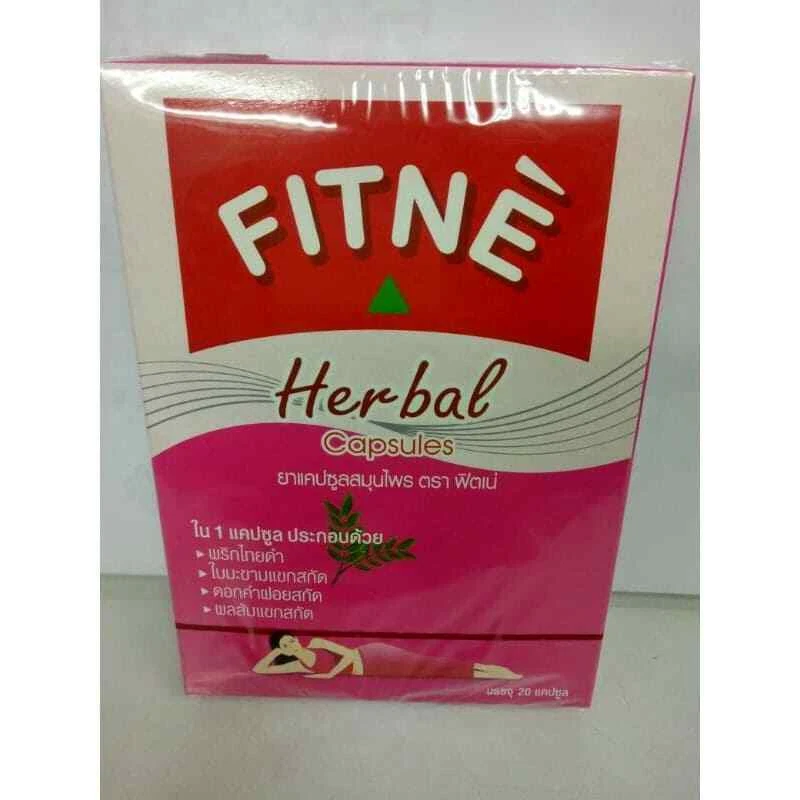 FITNÈ
Herbal
Capsules
ยาแคปซูลสมุนไพร ตรา ฟิตเน่
ใน 1 แคปซูล ประกอบด้วย
▸ พริกไทยดำ
▸ ใบมะขามแขกสกัด
▸ ดอกคำฝอยสกัด
▸ ผลส้มแขกสกัด
บรรจุ 20 แคปซูล